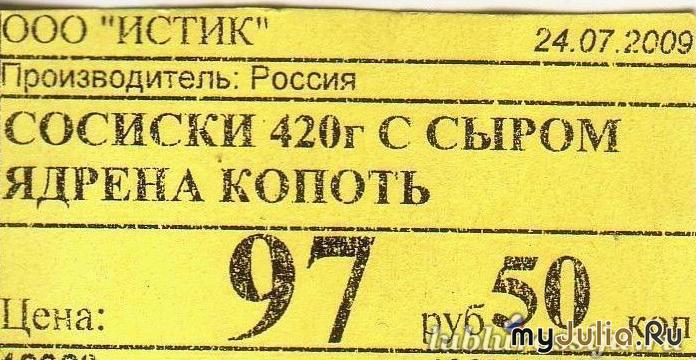 ООО "ИСТИК" 24.07.2009
Производитель: Россия
СОСИСКИ 420г С СЫРОМ
ЯДРЕНА КОПОТЬ
Цена: 97 руб 50 коп
myJulia.Ru